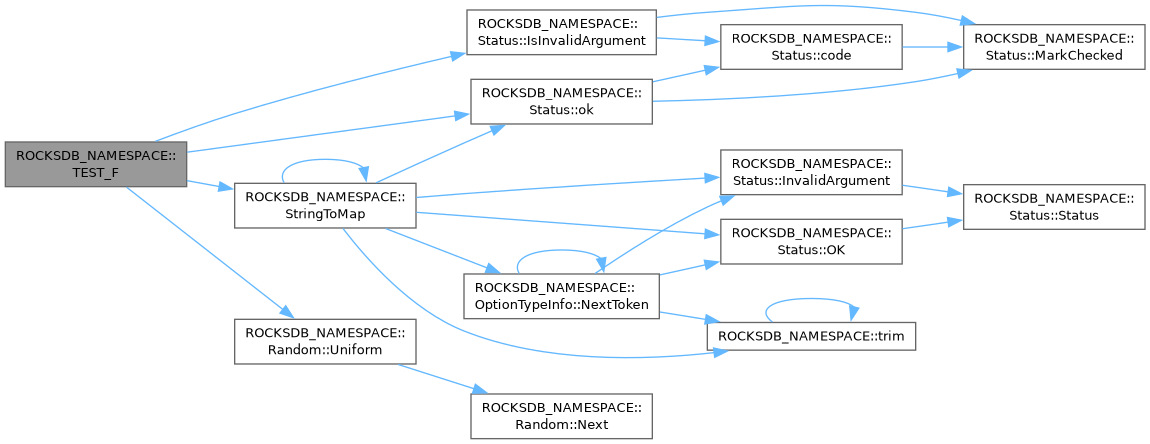 ROCKSDB_NAMESPACE::
TEST_F
ROCKSDB_NAMESPACE::
Status::IsInvalidArgument
ROCKSDB_NAMESPACE::
Status::code
ROCKSDB_NAMESPACE::
Status::MarkChecked
ROCKSDB_NAMESPACE::
Status::ok
ROCKSDB_NAMESPACE::
StringToMap
ROCKSDB_NAMESPACE::
Status::InvalidArgument
ROCKSDB_NAMESPACE::
Status::Status
ROCKSDB_NAMESPACE::
Status::OK
ROCKSDB_NAMESPACE::
OptionTypeInfo::NextToken
ROCKSDB_NAMESPACE::trim
ROCKSDB_NAMESPACE::
Random::Uniform
ROCKSDB_NAMESPACE::
Random::Next